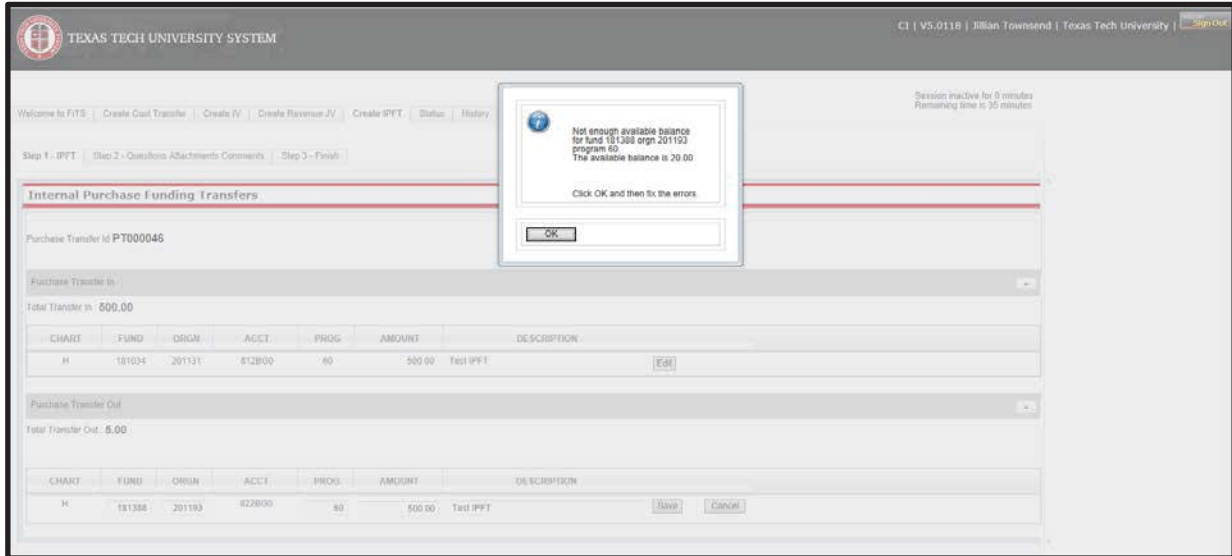 TEXAS TECH UNIVERSITY SYSTEM
CI | V5.0118 | Jillian Townsend | Texas Tech University | Sign Out
Session inactive for 0 minutes
Remaining time is 35 minutes
Welcome to FiTS | Create Cost Transfer | Create IV | Create Revenue JV | Create IPFT | Status | History
Step 1 - IPFT | Step 2 - Questions Attachments Comments | Step 3 - Finish
Not enough available balance
for fund 181388 orgn 201193
program 60.
The available balance is 20.00
Click OK and then fix the errors.
OK
Internal Purchase Funding Transfers
Purchase Transfer Id PT000046
Purchase Transfer In
Total Transfer In : 500.00
CHART FUND ORGN ACCT PROG AMOUNT DESCRIPTION
H 181034 201131 812BG0 60 500.00 Test IPFT Edit
Purchase Transfer Out
Total Transfer Out : 5.00
CHART FUND ORGN ACCT PROG AMOUNT DESCRIPTION
H 181388 201193 822BG0 60 500.00 Test IPFT Save Cancel